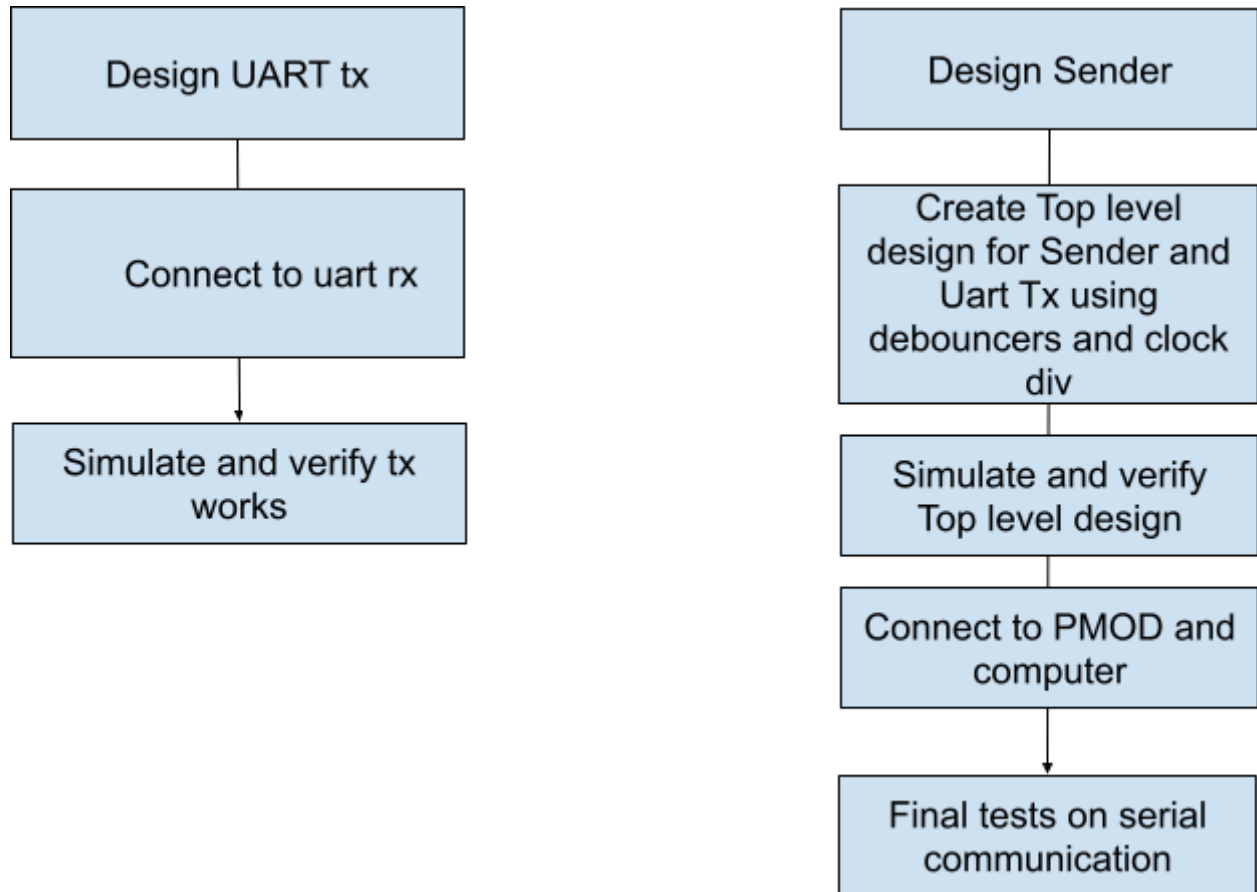 Design UART tx
Connect to uart rx
Simulate and verify tx
works
Design Sender
Create Top level
design for Sender and
Uart Tx using
debouncers and clock
div
Simulate and verify
Top level design
Connect to PMOD and
computer
Final tests on serial
communication